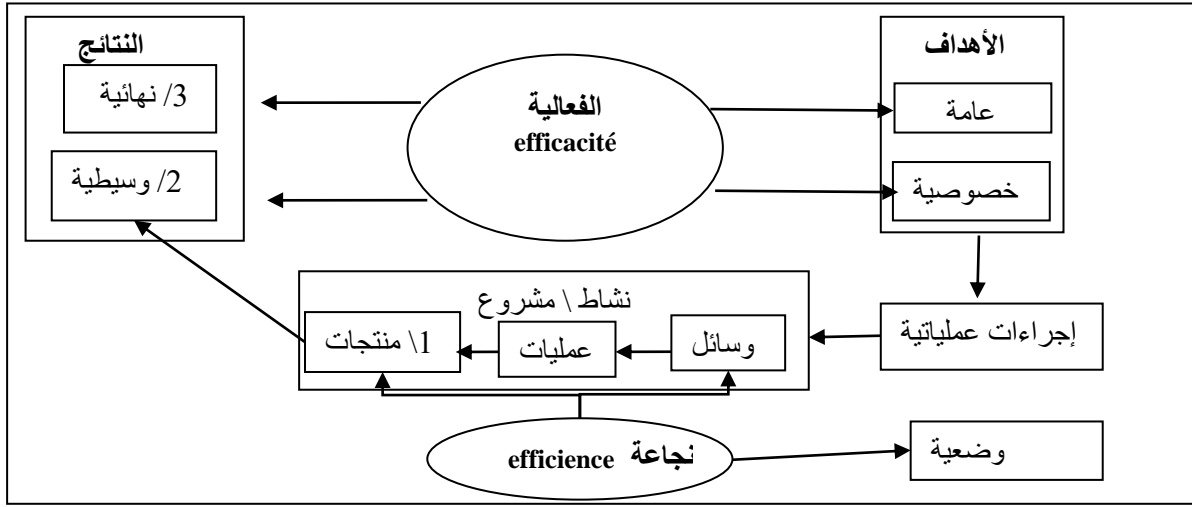 الأهداف
النتائج
الفعالية
efficacité
عامة
3/ نهائية
خصوصية
2/ وسيطية
نشاط \ مشروع
إجراءات عملياتية
وسائل
عمليات
1\ منتجات
نجاعة efficience
وضعية